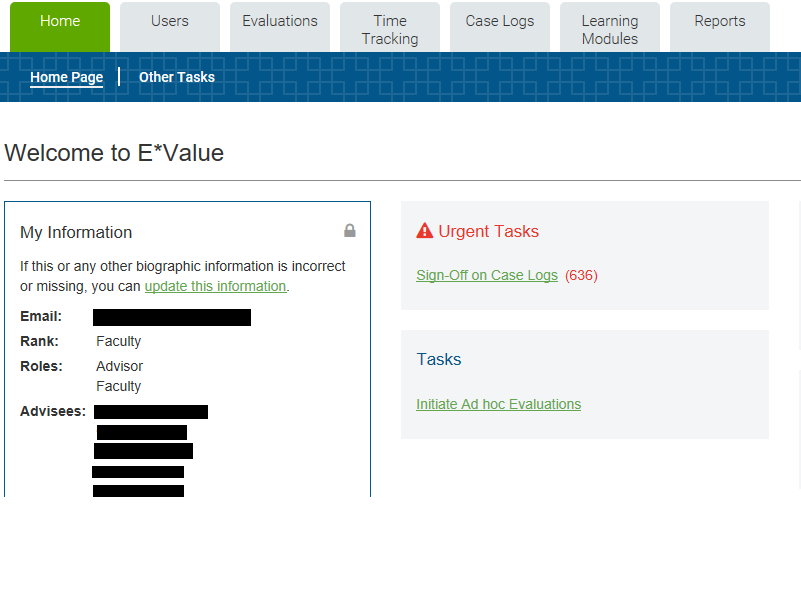 Home
Users
Evaluations
Time
Tracking
Case Logs
Learning
Modules
Reports
Home Page
Other Tasks
Welcome to E*Value
My Information
If this or any other biographic information is incorrect
or missing, you can update this information.
Email:
Rank: Faculty
Roles: Advisor
Faculty
Advisees:
Urgent Tasks
Sign-Off on Case Logs (636)
Tasks
Initiate Ad hoc Evaluations